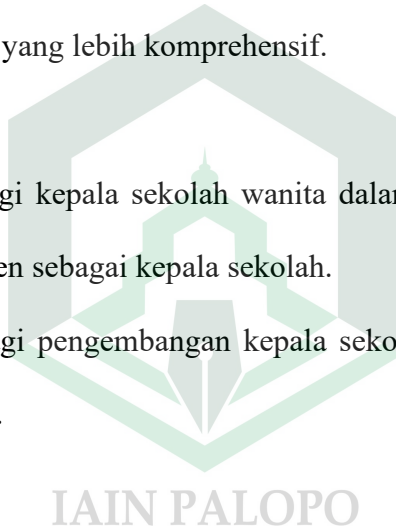 yang lebih komprehensif.
gi kepala sekolah wanita dalam
en sebagai kepala sekolah.
gi pengembangan kepala seko
IAIN PALOPO